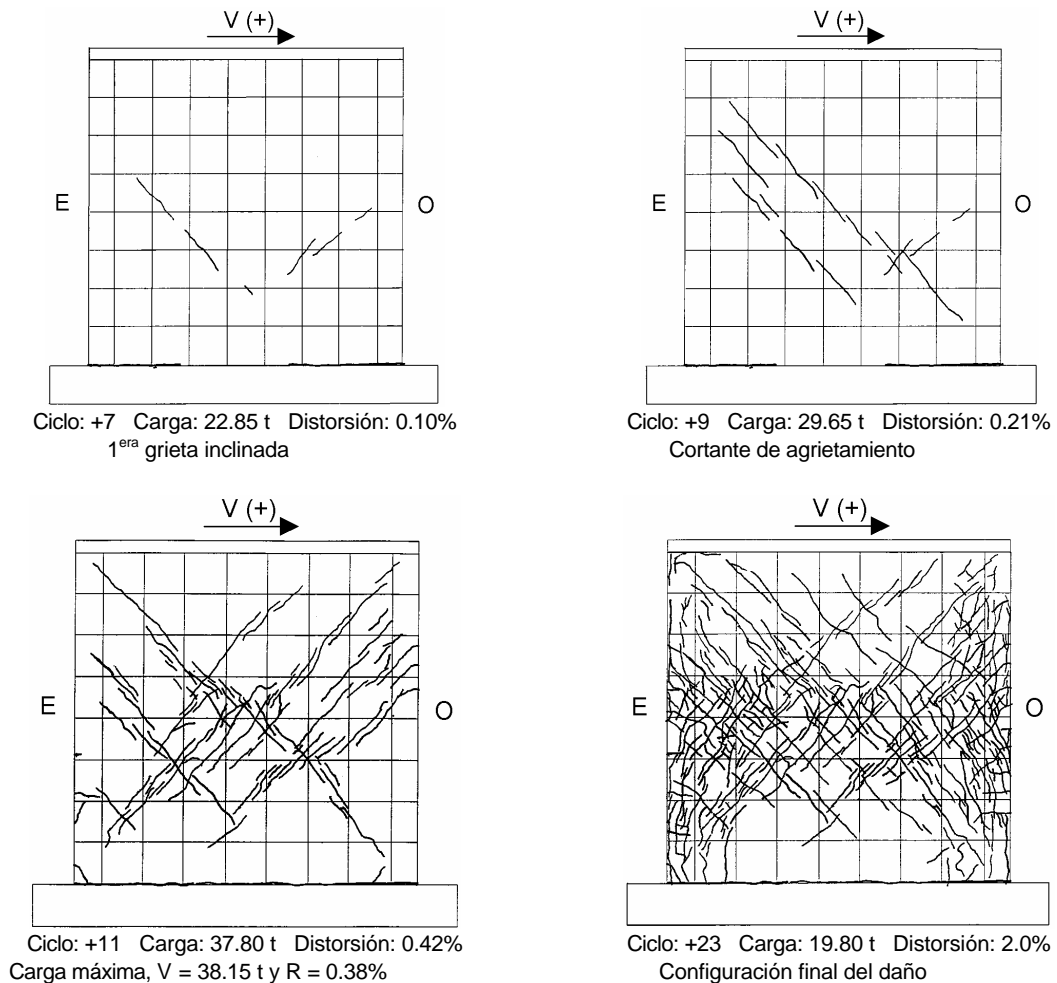 V (+)
E
O
Ciclo: +7 Carga: 22.85 t Distorsión: 0.10%
1era grieta inclinada
V (+)
E
O
Ciclo: +9 Carga: 29.65 t Distorsión: 0.21%
Cortante de agrietamiento
V (+)
E
O
Ciclo: +11 Carga: 37.80 t Distorsión: 0.42%
Carga máxima, V = 38.15 t y R = 0.38%
V (+)
E
O
Ciclo: +23 Carga: 19.80 t Distorsión: 2.0%
Configuración final del daño